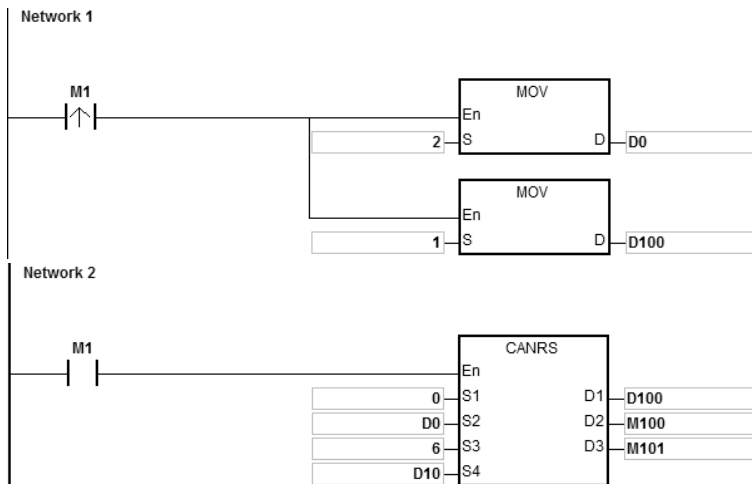 Network 1
M1
MOV
En
2 S D D0
MOV
En
1 S D D100
Network 2
M1
CANRS
En
0 S1 D1 D100
D0 S2 D2 M100
6 S3 D3 M101
D10 S4